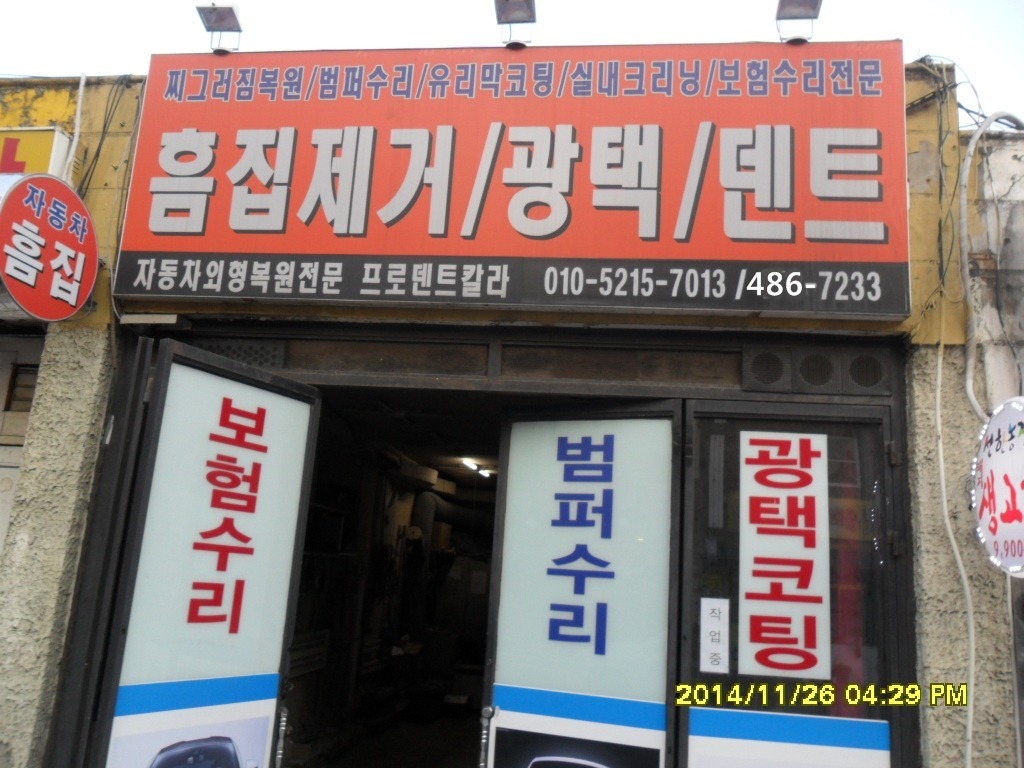 찌그러짐복원/범퍼수리/유리막코팅/실내크리닝/보험수리전문
흠집제거/광택/덴트
자동차외형복원전문 프로덴트칼라 010-5215-7013 /486-7233
L
자동차
흠집
보험수리
범퍼수리
광택코팅
작업중
9,900
2014/11/26 04:29 PM